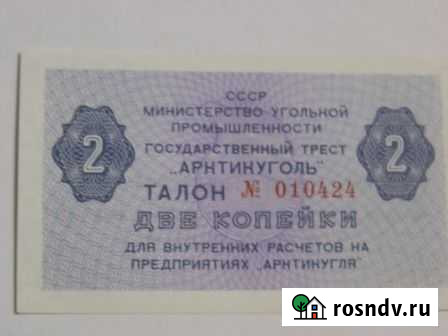 СССР
МИНИСТЕРСТВО УГОЛЬНОЙ
ПРОМЫШЛЕННОСТИ
ГОСУДАРСТВЕННЫЙ ТРЕСТ
„АРКТИКУГОЛЬ"
2 ТАЛОН № 010424 2
ДВЕ КОПЕЙКИ
ДЛЯ ВНУТРЕННИХ РАСЧЕТОВ НА
ПРЕДПРИЯТИЯХ „АРКТИКУГЛЯ"
rosndv.ru